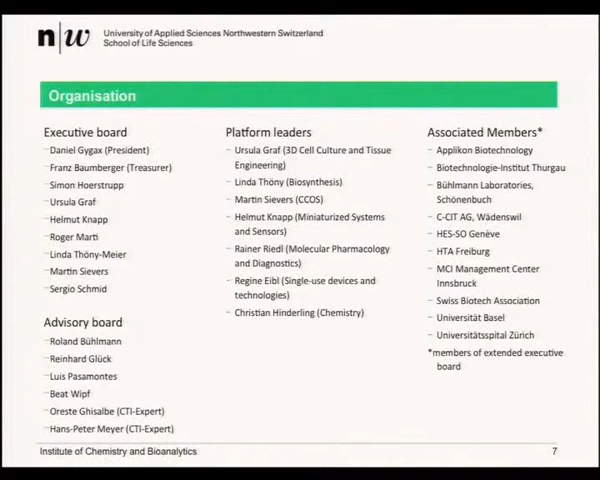 n|w University of Applied Sciences Northwestern Switzerland
School of Life Sciences
Organisation
Executive board
- Daniel Gygax (President)
- Franz Baumberger (Treasurer)
- Simon Hoerstrupp
- Ursula Graf
- Helmut Knapp
- Roger Marti
- Linda Thöny-Meier
- Martin Sievers
- Sergio Schmid
Advisory board
- Roland Bühlmann
- Reinhard Glück
- Luis Pasamontes
- Beat Wipf
- Oreste Ghisalbe (CTI-Expert)
- Hans-Peter Meyer (CTI-Expert)
Platform leaders
- Ursula Graf (3D Cell Culture and Tissue
Engineering)
- Linda Thöny (Biosynthesis)
- Martin Sievers (CCOS)
- Helmut Knapp (Miniaturized Systems
and Sensors)
- Rainer Riedl (Molecular Pharmacology
and Diagnostics)
- Regine Eibl (Single-use devices and
technologies)
- Christian Hinderling (Chemistry)
Associated Members*
- Applikon Biotechnology
- Biotechnologie-Institut Thurgau
- Bühlmann Laboratories,
Schönenbuch
- C-CIT AG, Wädenswil
- HES-SO Genève
- HTA Freiburg
- MCI Management Center
Innsbruck
- Swiss Biotech Association
- Universität Basel
- Universitätsspital Zürich
*members of extended executive
board
Institute of Chemistry and Bioanalytics
7